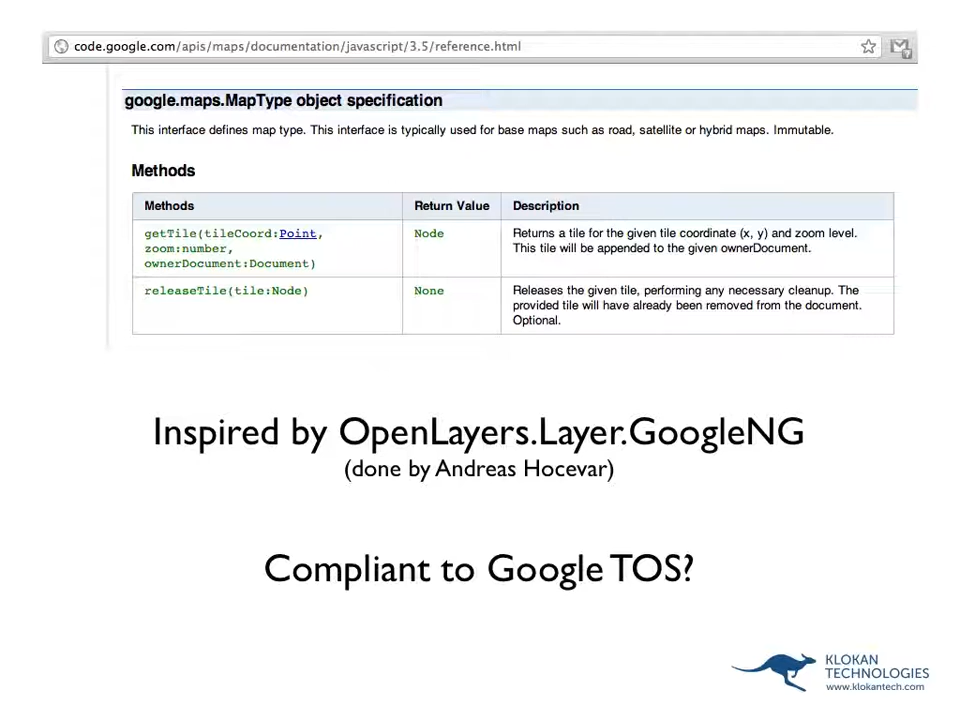 code.google.com/apis/maps/documentation/javascript/3.5/reference.html
google.maps.MapType object specification
This interface defines map type. This interface is typically used for base maps such as road, satellite or hybrid maps. Immutable.
Methods
Methods Return Value Description
getTile(tileCoord:Point, Node Returns a tile for the given tile coordinate (x, y) and zoom level.
zoom:number, This tile will be appended to the given ownerDocument.
ownerDocument:Document)
releaseTile(tile:Node) None Releases the given tile, performing any necessary cleanup. The
provided tile will have already been removed from the document.
Optional.
Inspired by OpenLayers.Layer.GoogleNG
(done by Andreas Hocevar)
Compliant to Google TOS?
KLOKAN
TECHNOLOGIES
www.klokantech.com